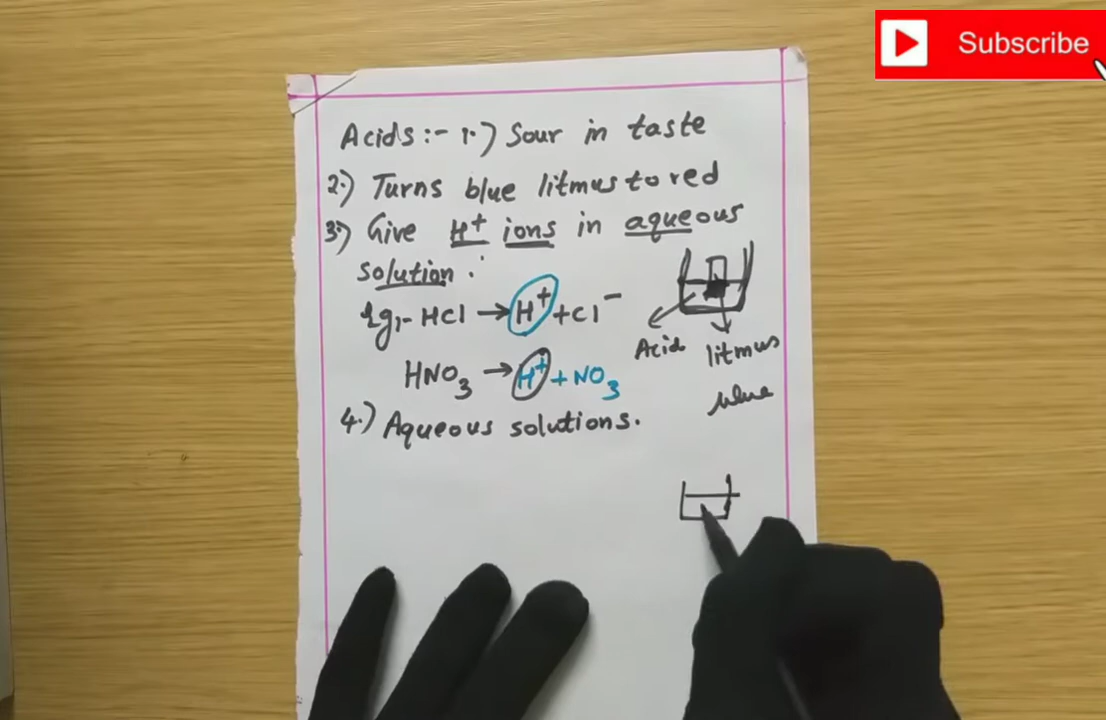 Subscribe
Acids:- 1.) Sour in taste
2.) Turns blue litmus to red
3.) Give H+ ions in aqueous
solution.
HCl → H+ + Cl-
HNO3 → H+ + NO3
Acid litmus
blue
4.) Aqueous solutions.